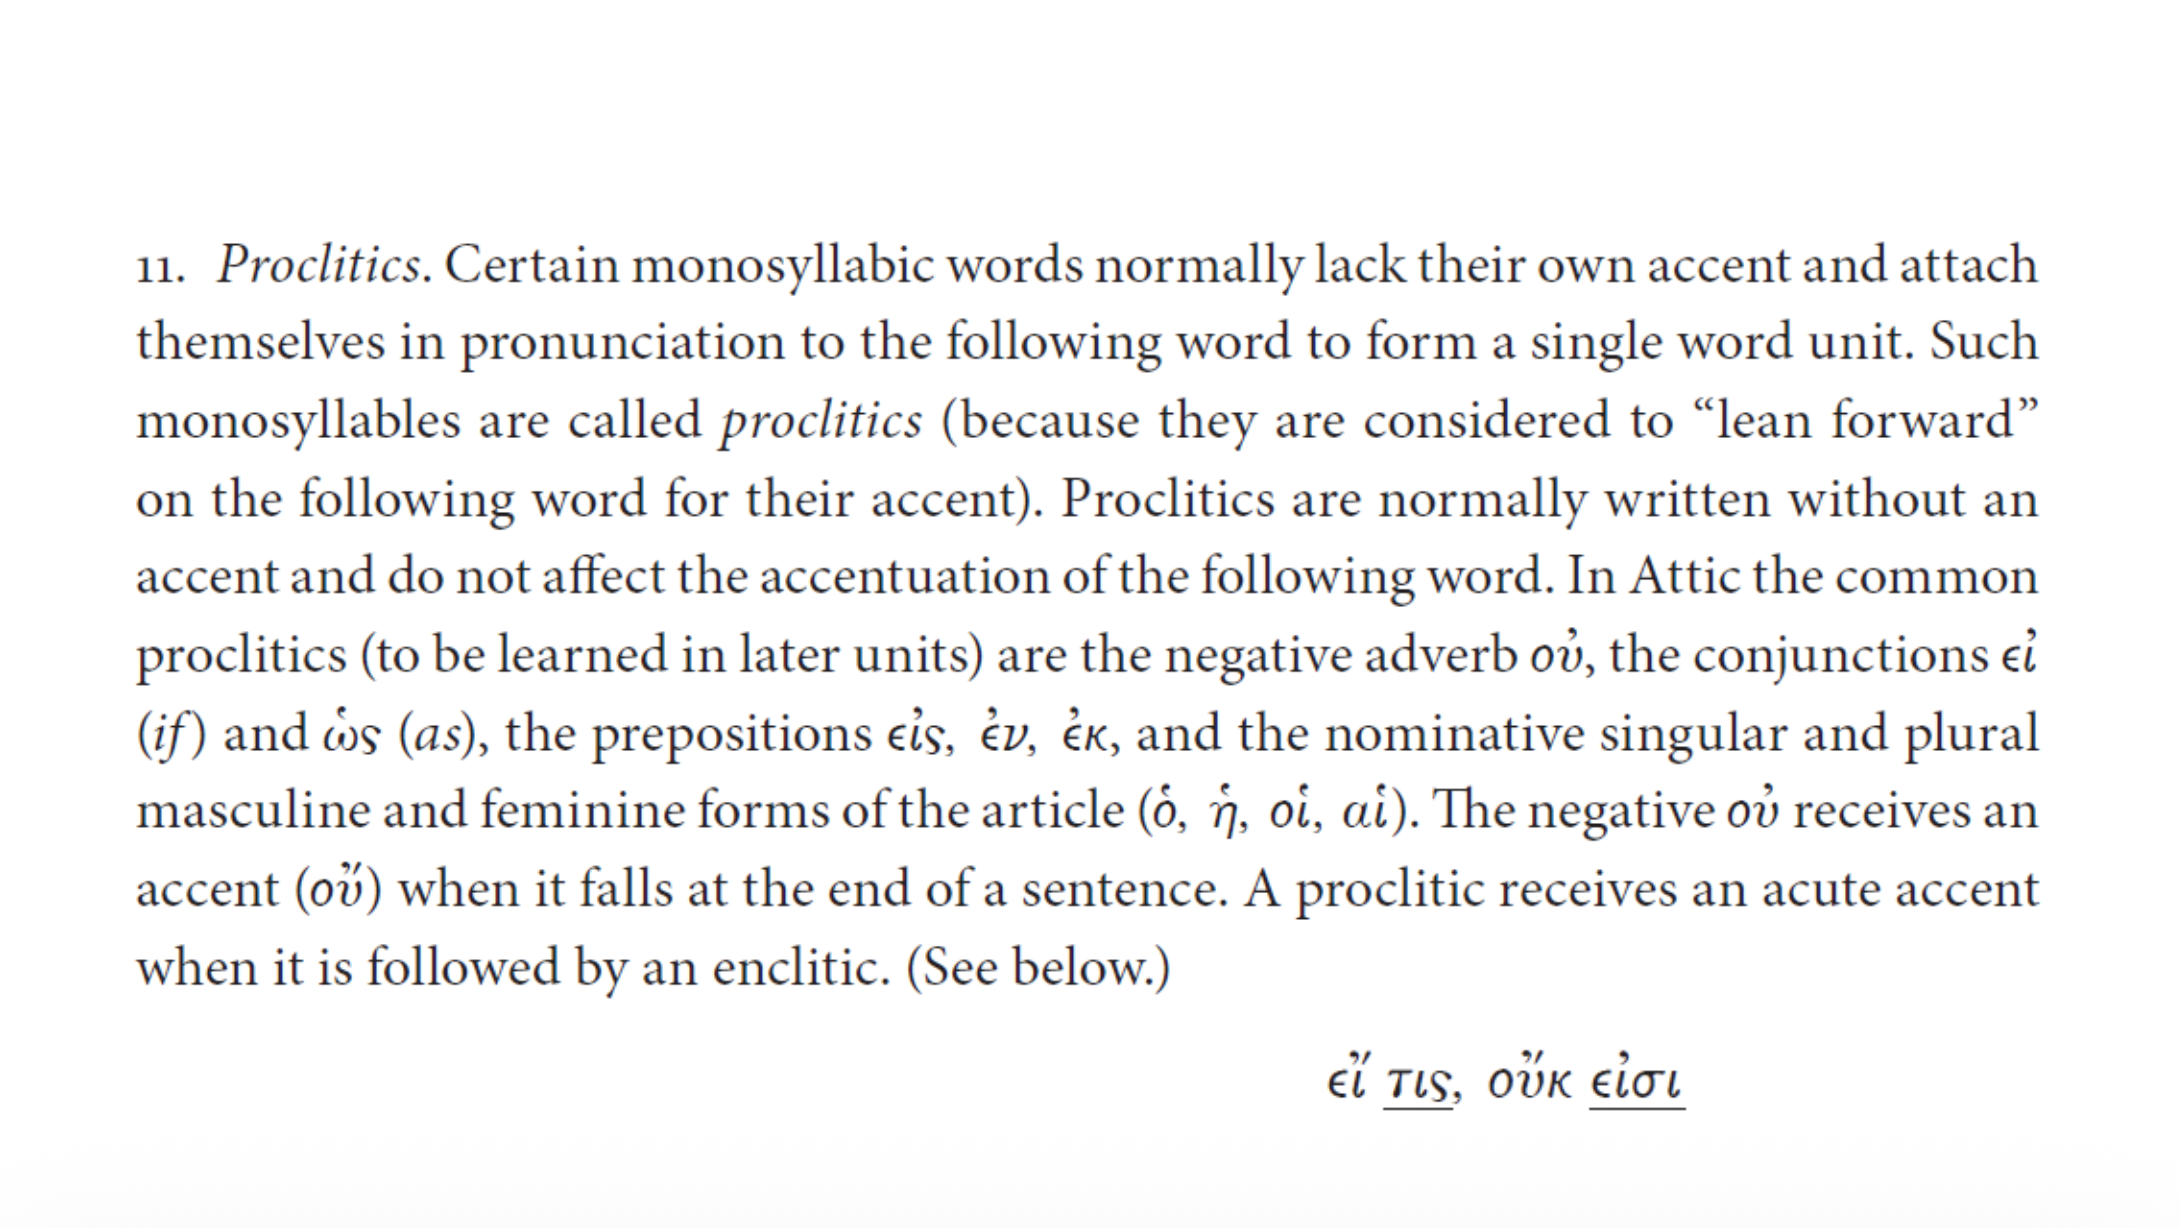 11. Proclitics. Certain monosyllabic words normally lack their own accent and attach
themselves in pronunciation to the following word to form a single word unit. Such
monosyllables are called proclitics (because they are considered to “lean forward”
on the following word for their accent). Proclitics are normally written without an
accent and do not affect the accentuation of the following word. In Attic the common
proclitics (to be learned in later units) are the negative adverb οὐ, the conjunctions εἰ
(if) and ὡς (as), the prepositions εἰς, ἐν, ἐκ, and the nominative singular and plural
masculine and feminine forms of the article (ὁ, ἡ, οἱ, αἱ). The negative οὐ receives an
accent (οὔ) when it falls at the end of a sentence. A proclitic receives an acute accent
when it is followed by an enclitic. (See below.)
εἴ τις, οὔκ εἰσι